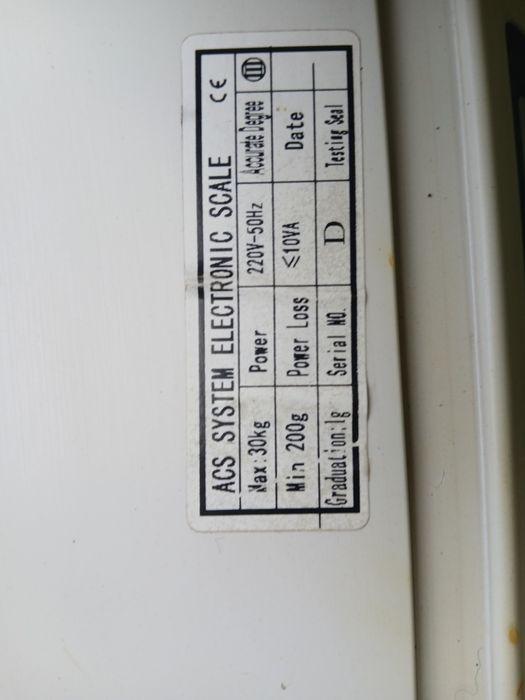 ACS SYSTEM ELECTRONIC SCALE CE
Max:30kg Power 220V-50Hz Accurate Degree III
Min 200g Power Loss ≤10VA Date
Graduation:1g Serial NO. D Testing Seal